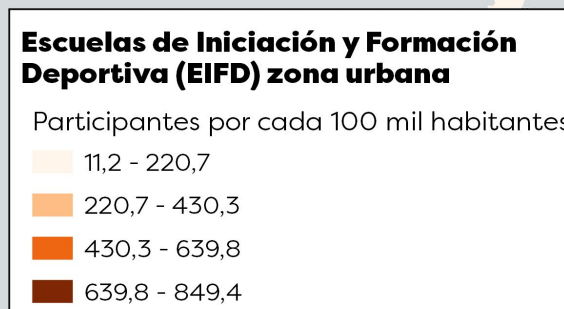 Escuelas de Iniciación y Formación
Deportiva (EIFD) zona urbana
Participantes por cada 100 mil habitantes
11,2 - 220,7
220,7 - 430,3
430,3 - 639,8
639,8 - 849,4